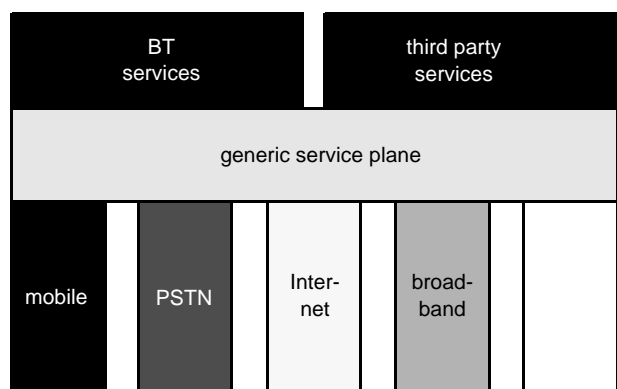 BT
services
third party
services
generic service plane
mobile
PSTN
Inter-
net
broad-
band